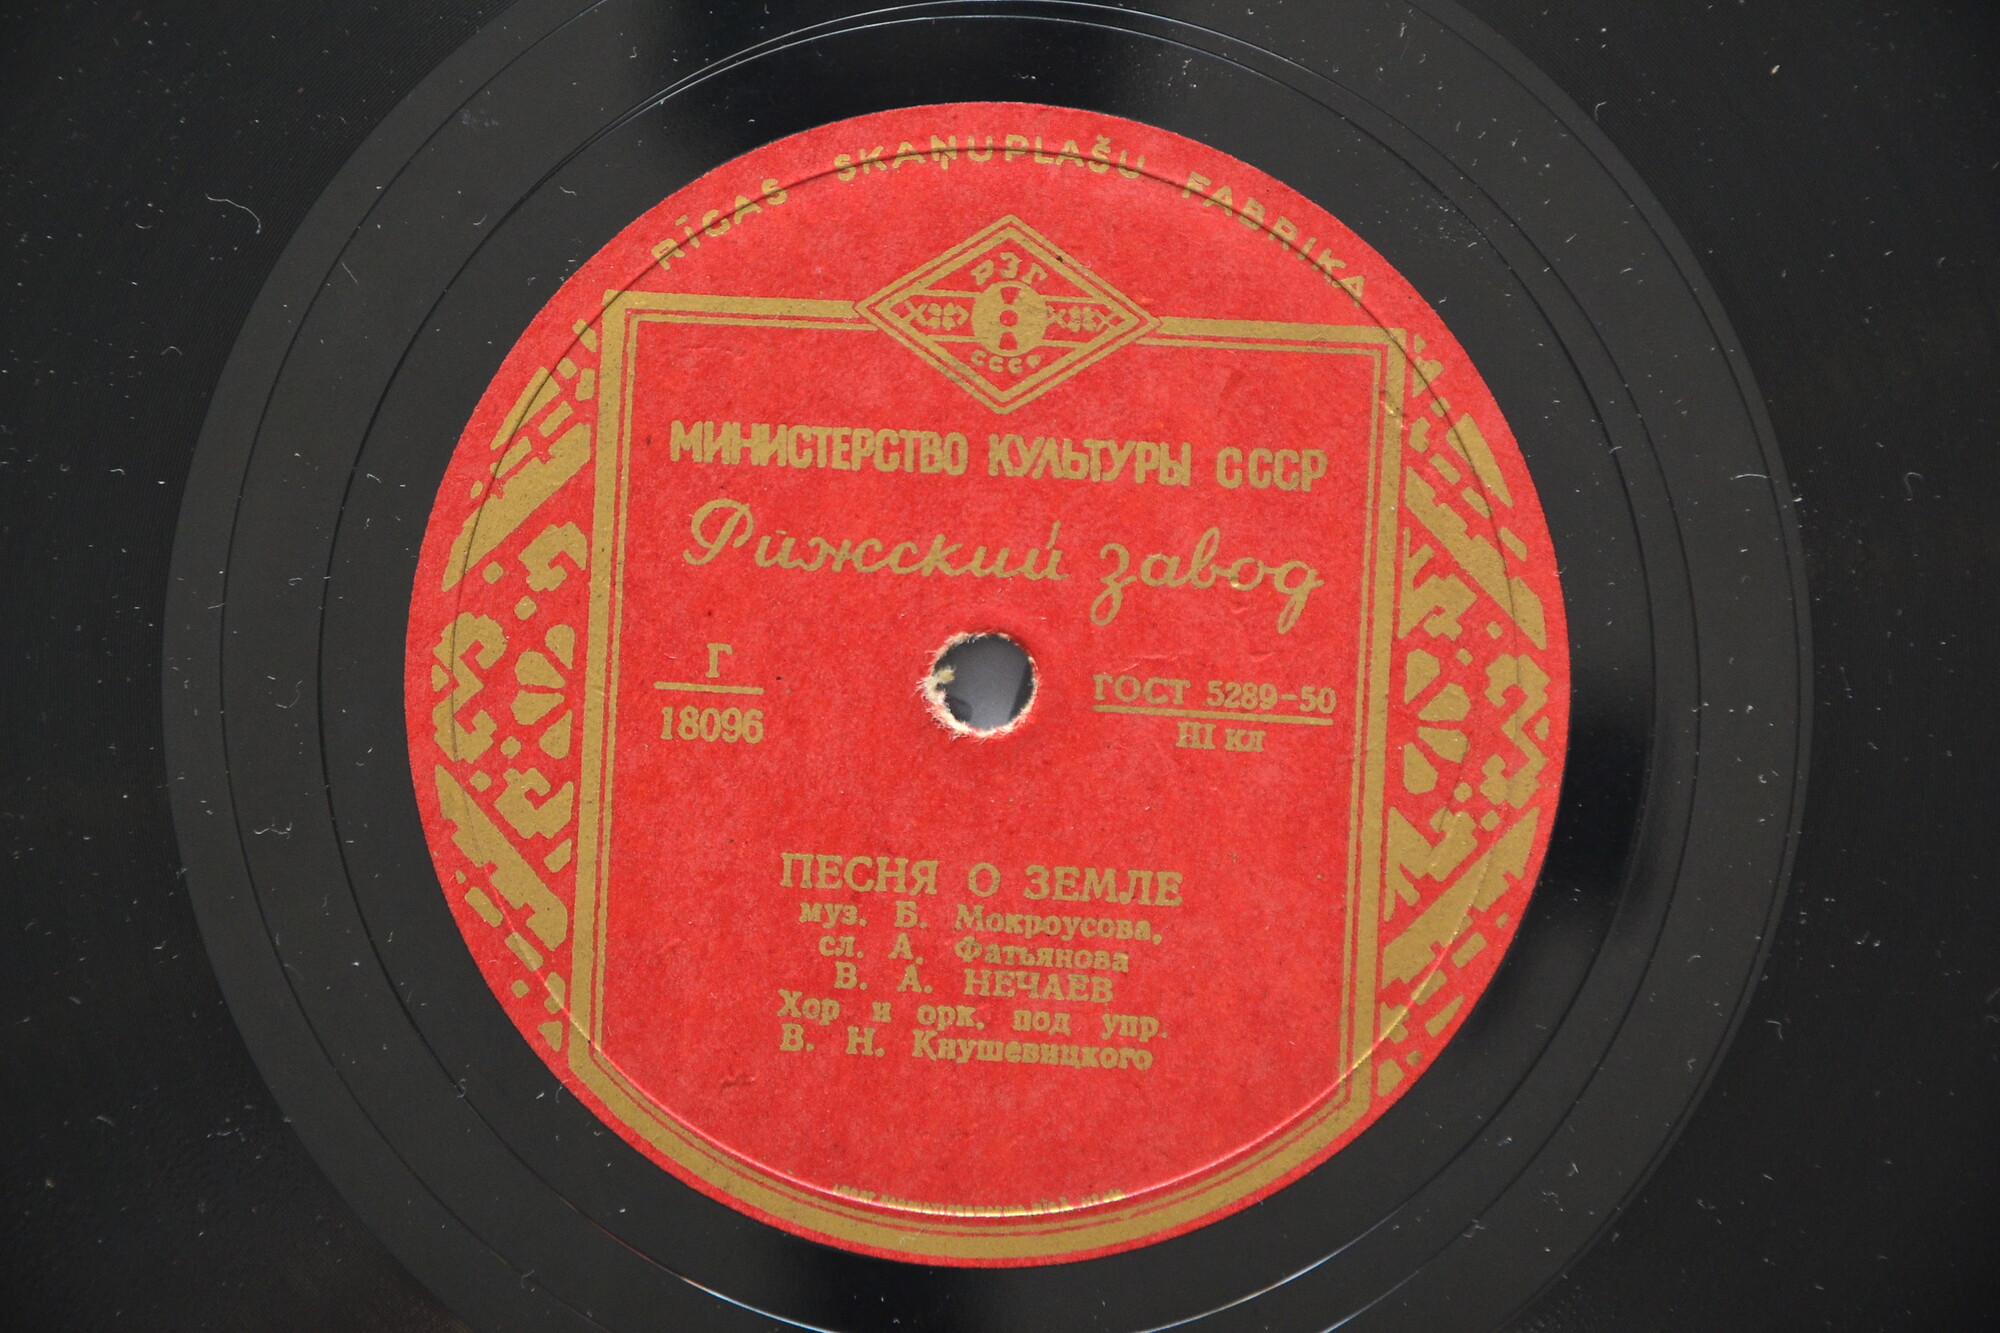 RĪGAS SKAŅUPLAŠU FABRIKA
РЗГ
СССР
МИНИСТЕРСТВО КУЛЬТУРЫ СССР
Рижский завод
Г
18096
ГОСТ 5289-50
III кл
ПЕСНЯ О ЗЕМЛЕ
муз. Б. Мокроусова,
сл. А. Фатьянова
В. А. НЕЧАЕВ
Хор и орк. под упр.
В. Н. Кнушевицкого